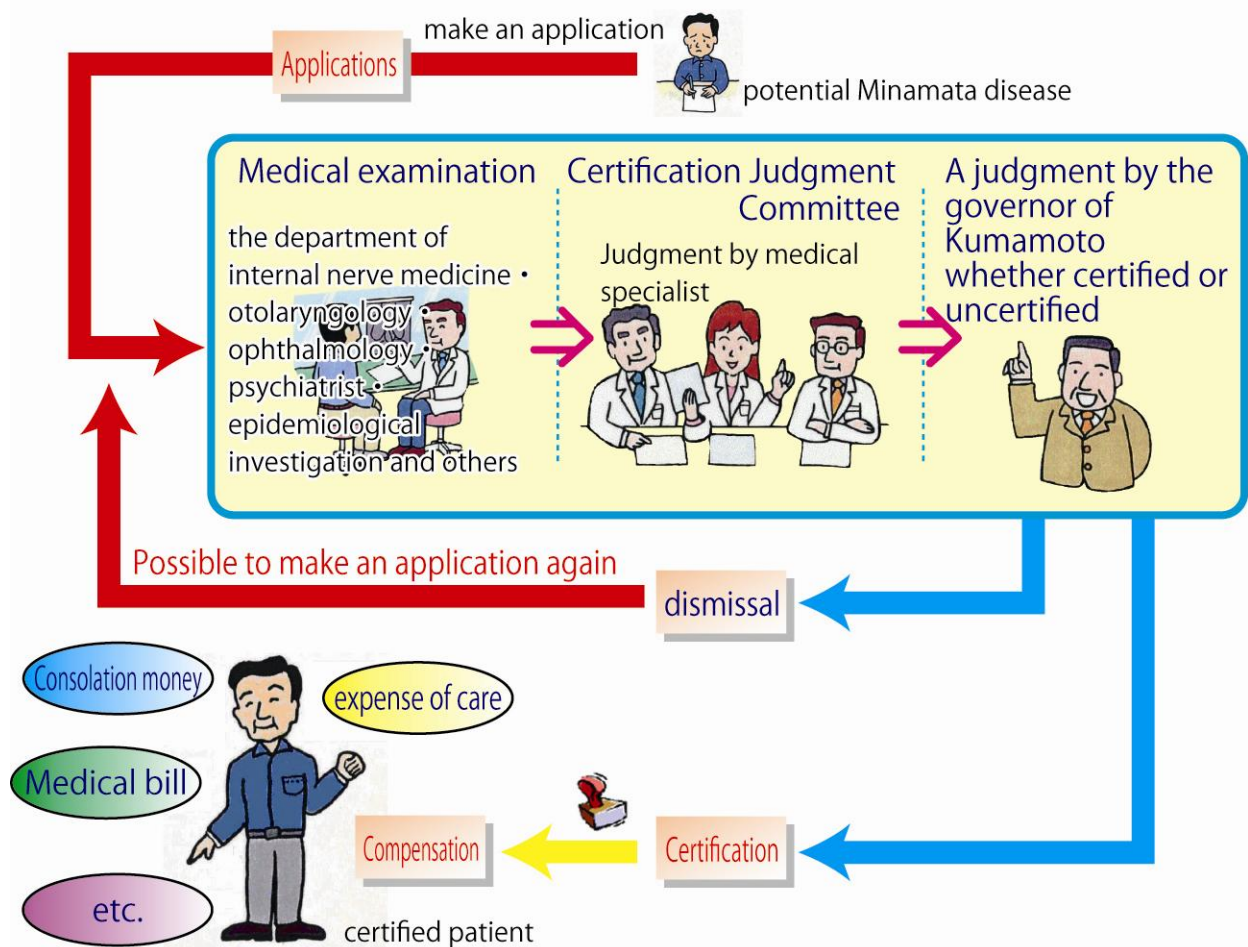 make an application
Applications
potential Minamata disease
Medical examination
the department of
internal nerve medicine・
otolaryngology・
ophthalmology・
psychiatrist・
epidemiological
investigation and others
Certification Judgment
Committee
Judgment by medical
specialist
A judgment by the
governor of
Kumamoto
whether certified or
uncertified
Possible to make an application again
dismissal
Consolation money
expense of care
Medical bill
Compensation
Certification
etc.
certified patient